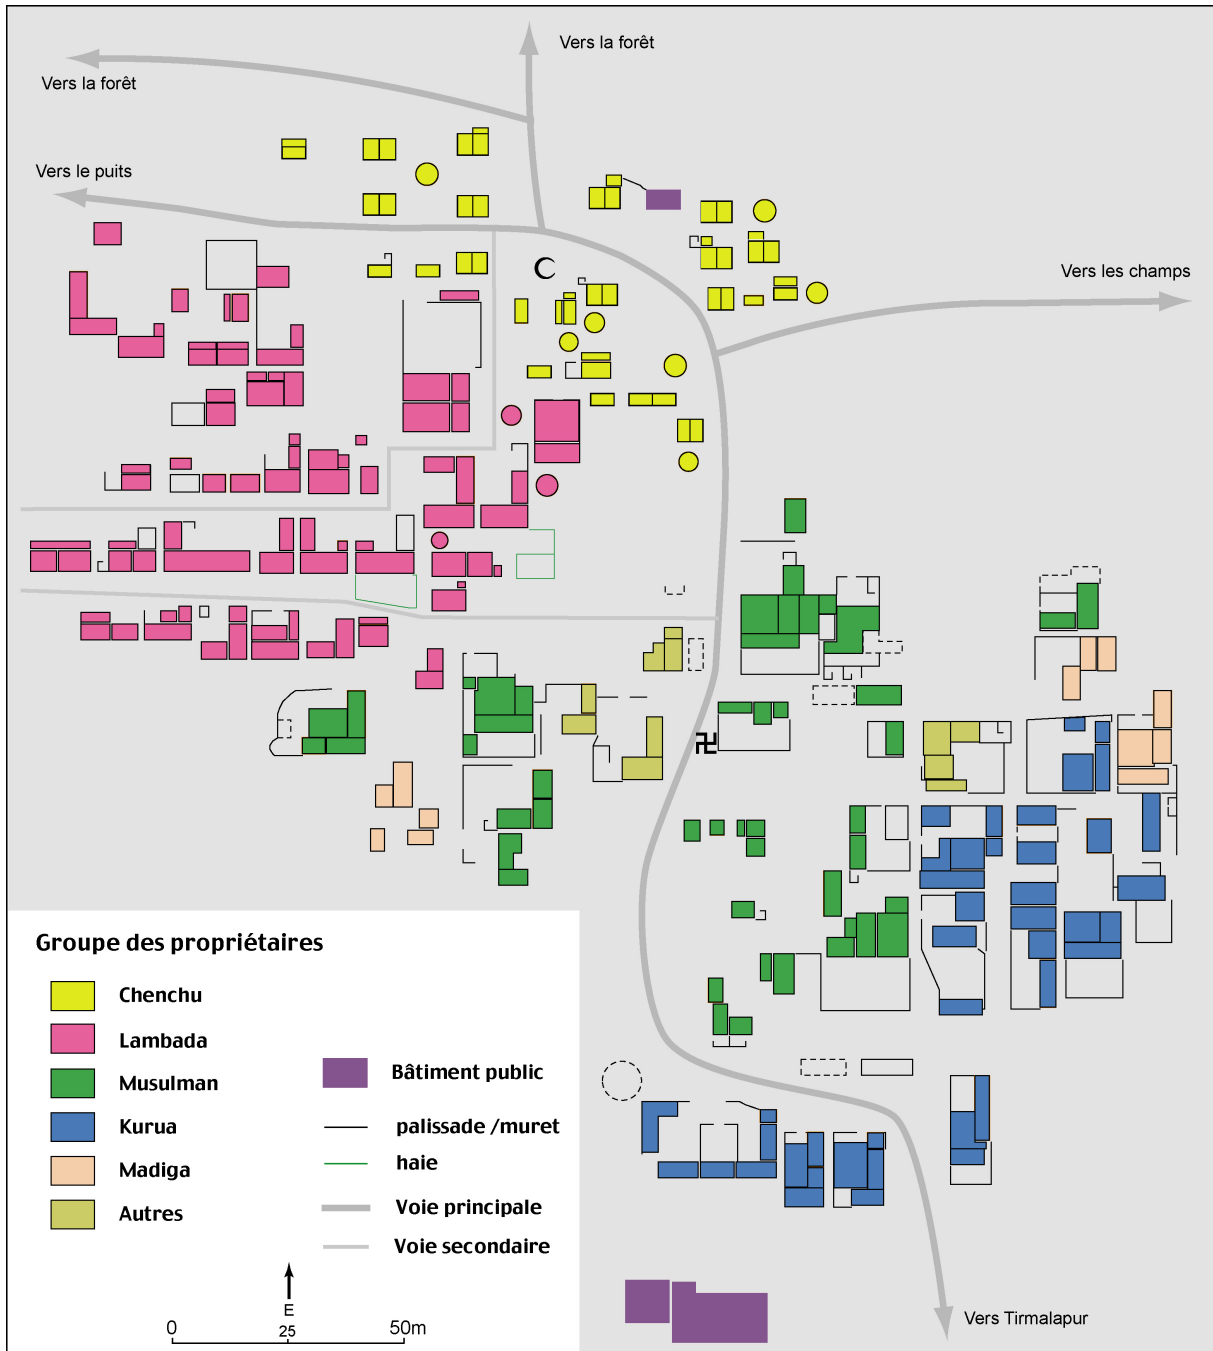 Vers la forêt
Vers la forêt
Vers le puits
Vers les champs
Groupe des propriétaires
Chenchu
Lambada
Musulman
Kurua
Madiga
Autres
Bâtiment public
palissade /muret
haie
Voie principale
Voie secondaire
E
0
25
50m
Vers Tirmalapur